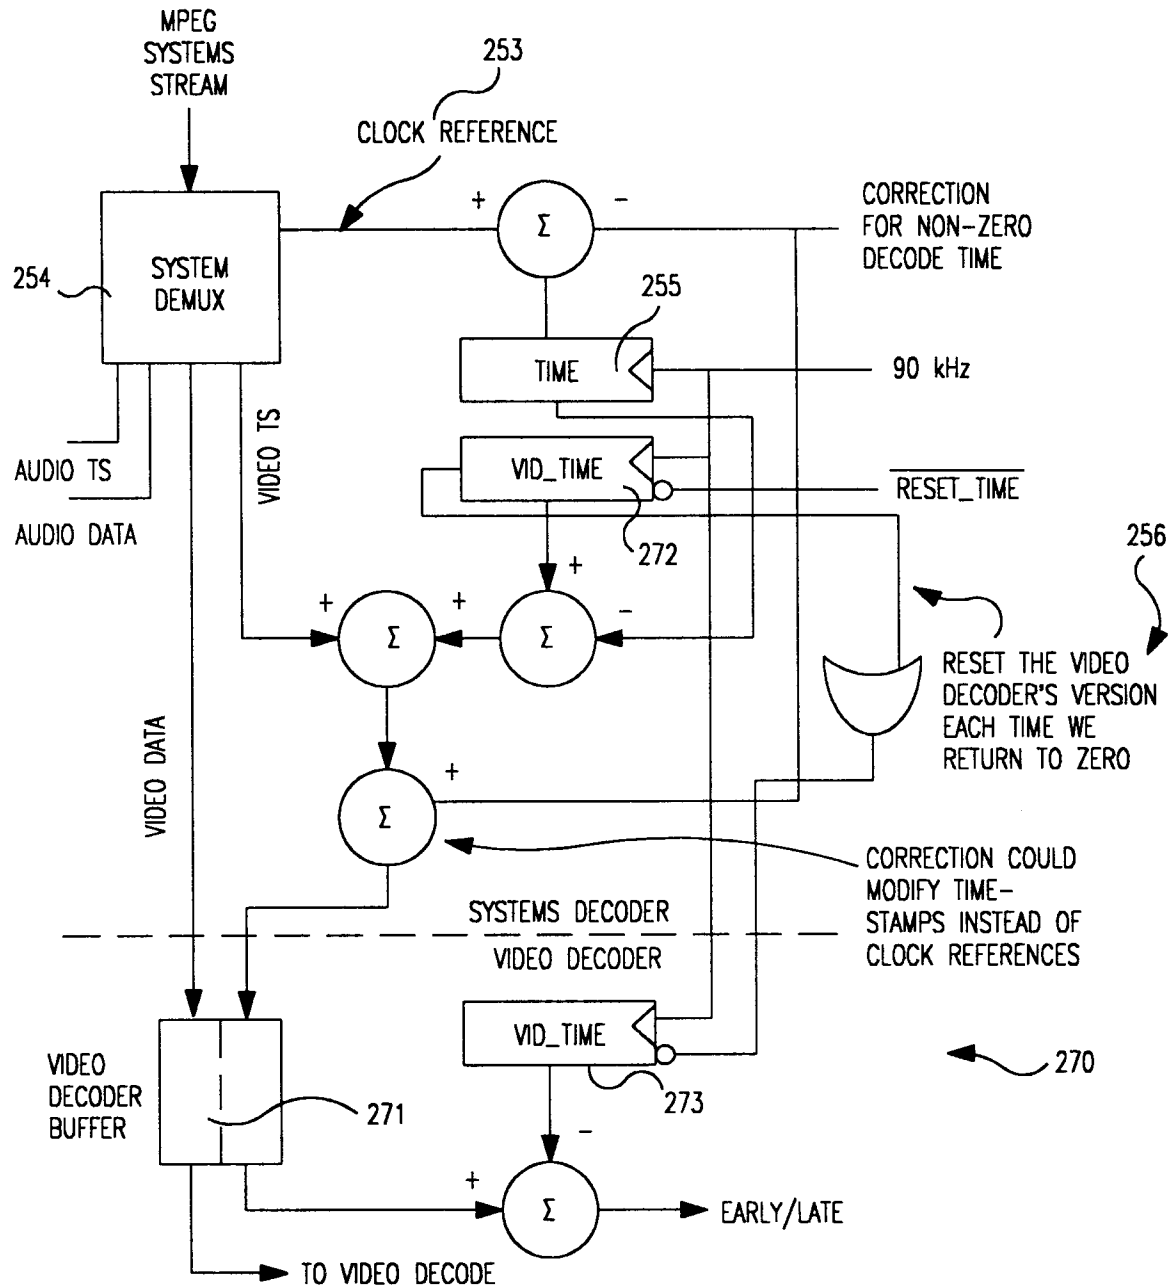 MPEG
SYSTEMS
STREAM
253
CLOCK REFERENCE
+
Σ
-
CORRECTION
FOR NON-ZERO
DECODE TIME
254
SYSTEM
DEMUX
255
TIME
90 kHz
AUDIO TS
AUDIO DATA
VIDEO TS
VID_TIME
RESET_TIME
272
256
+
+
+
-
Σ
Σ
RESET THE VIDEO
DECODER'S VERSION
EACH TIME WE
RETURN TO ZERO
VIDEO DATA
+
Σ
CORRECTION COULD
MODIFY TIME-
STAMPS INSTEAD OF
CLOCK REFERENCES
SYSTEMS DECODER
VIDEO DECODER
VID_TIME
270
VIDEO
DECODER
BUFFER
271
273
-
+
Σ
EARLY/LATE
TO VIDEO DECODE